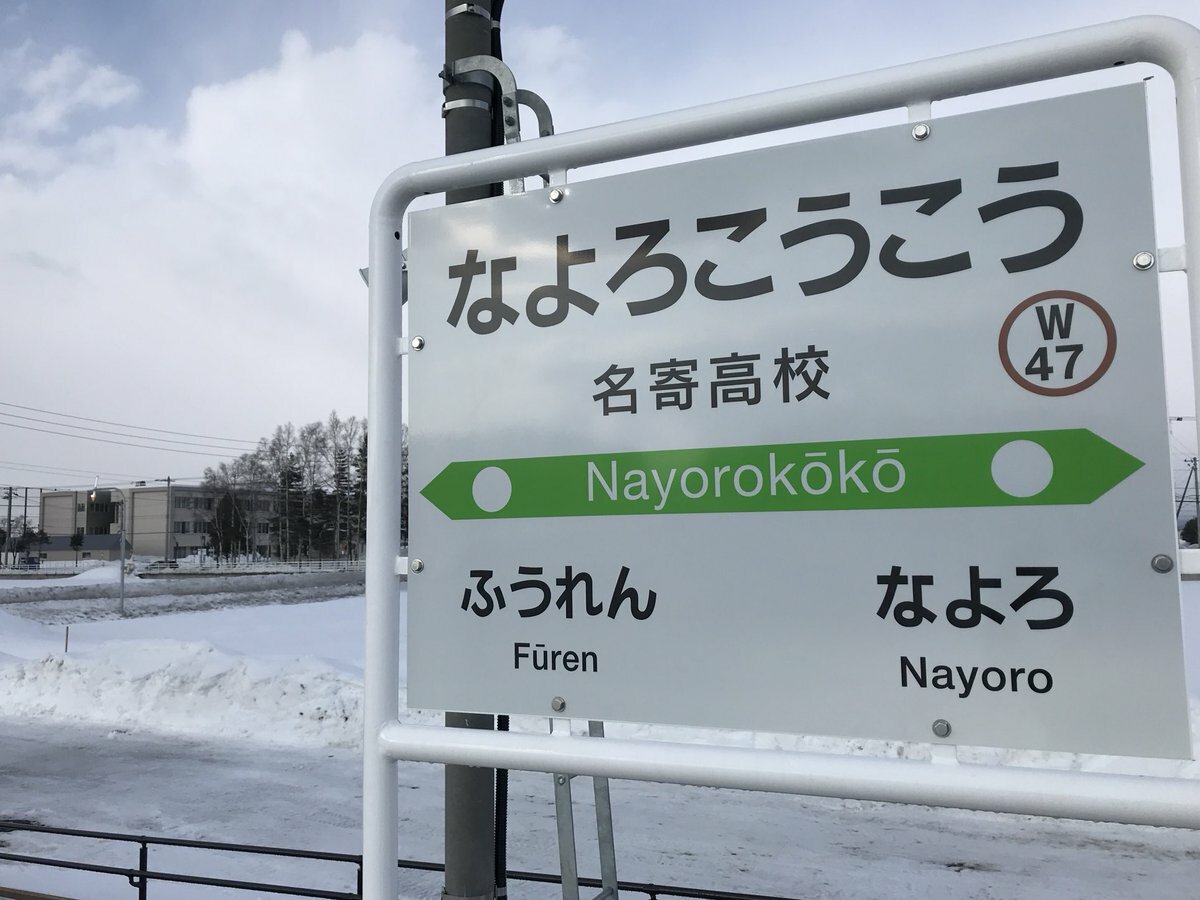 なよろこうこう
W
47
名寄高校
Nayorokōkō
ふうれん なよろ
Fūren Nayoro